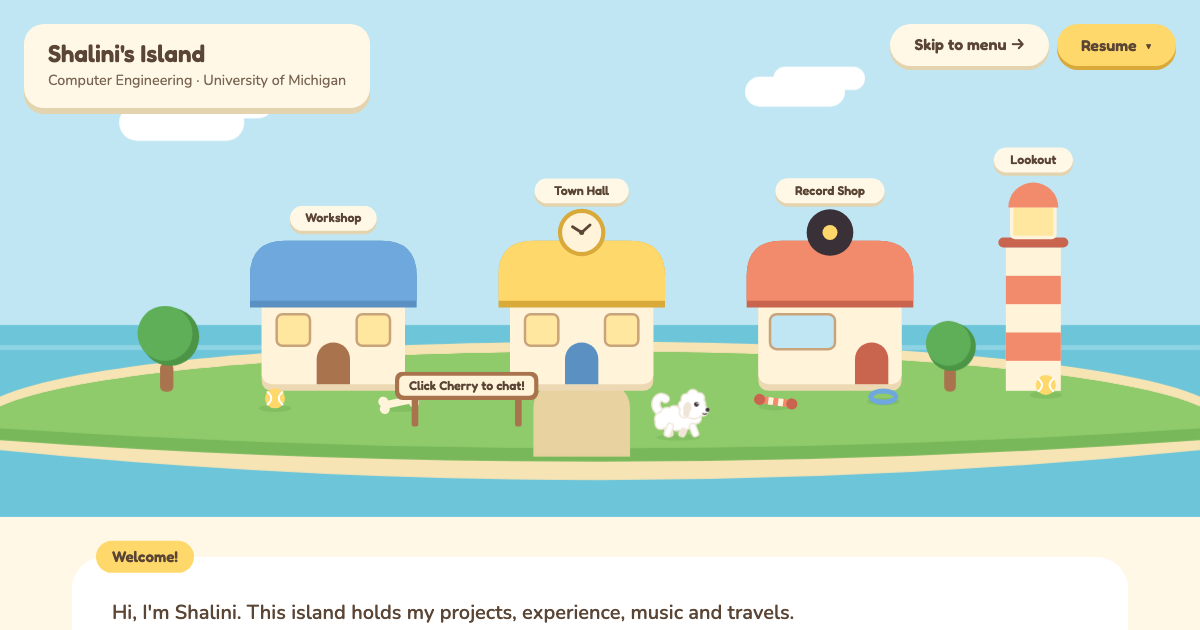 Shalini's Island
Computer Engineering · University of Michigan
Skip to menu →
Resume ▼
Lookout
Town Hall
Record Shop
Workshop
Click Cherry to chat!
Welcome!
Hi, I'm Shalini. This island holds my projects, experience, music and travels.